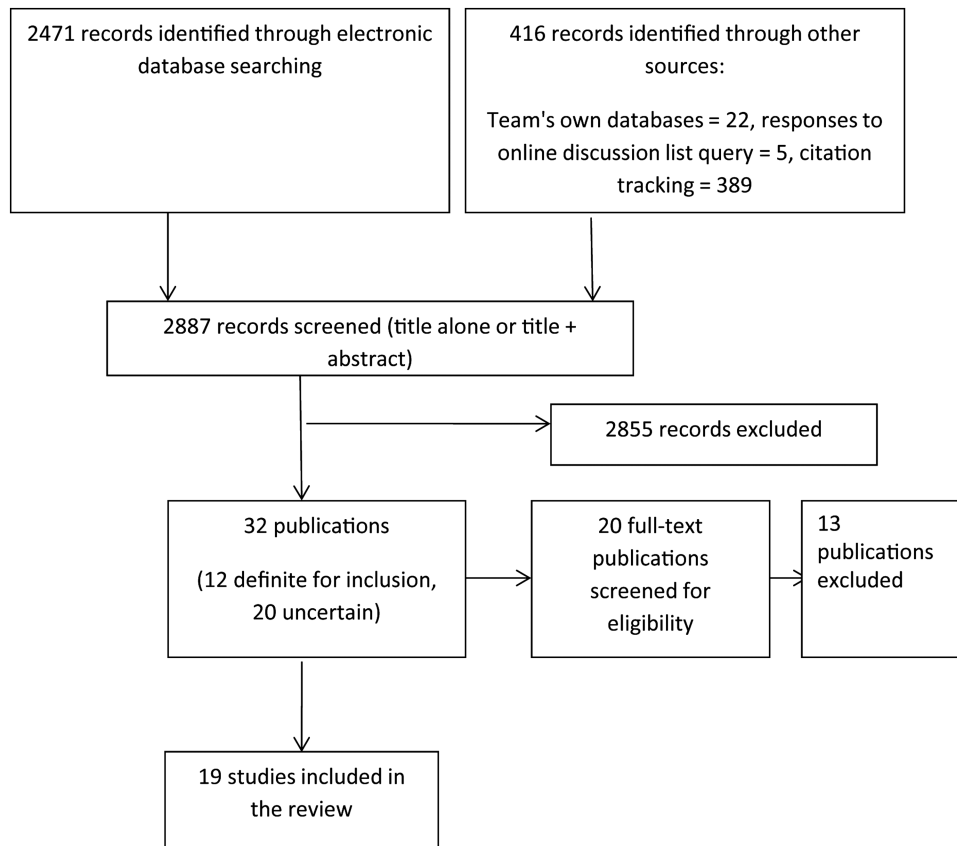 2471 records identified through electronic
database searching
416 records identified through other
sources:
Team's own databases = 22, responses to
online discussion list query = 5, citation
tracking = 389
2887 records screened (title alone or title +
abstract)
2855 records excluded
32 publications
(12 definite for inclusion,
20 uncertain)
20 full-text
publications
screened for
eligibility
13
publications
excluded
19 studies included in
the review